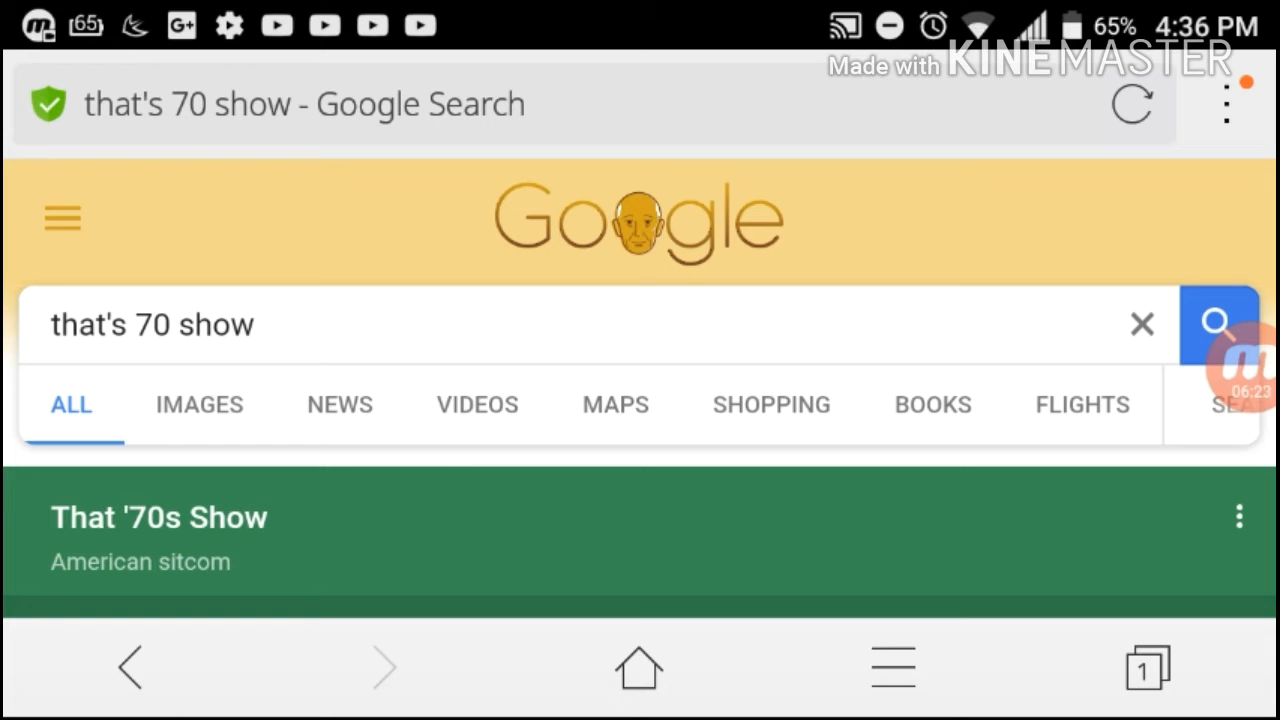 65 G+ 65% 4:36 PM
Made with KINEMASTER
that's 70 show - Google Search
Google
that's 70 show
06:23
ALL IMAGES NEWS VIDEOS MAPS SHOPPING BOOKS FLIGHTS
That '70s Show
American sitcom
1